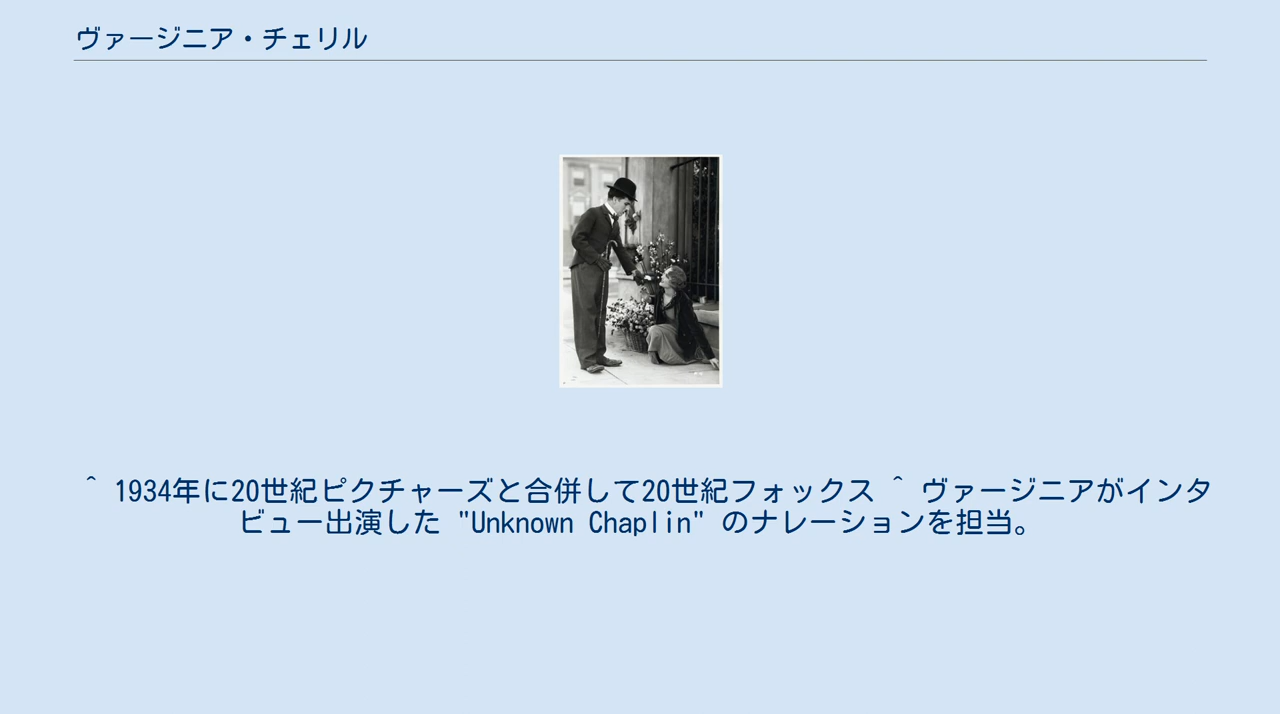 ヴァージニア・チェリル
^ 1934年に20世紀ピクチャーズと合併して20世紀フォックス ^ ヴァージニアがインタ
ビュー出演した "Unknown Chaplin" のナレーションを担当。